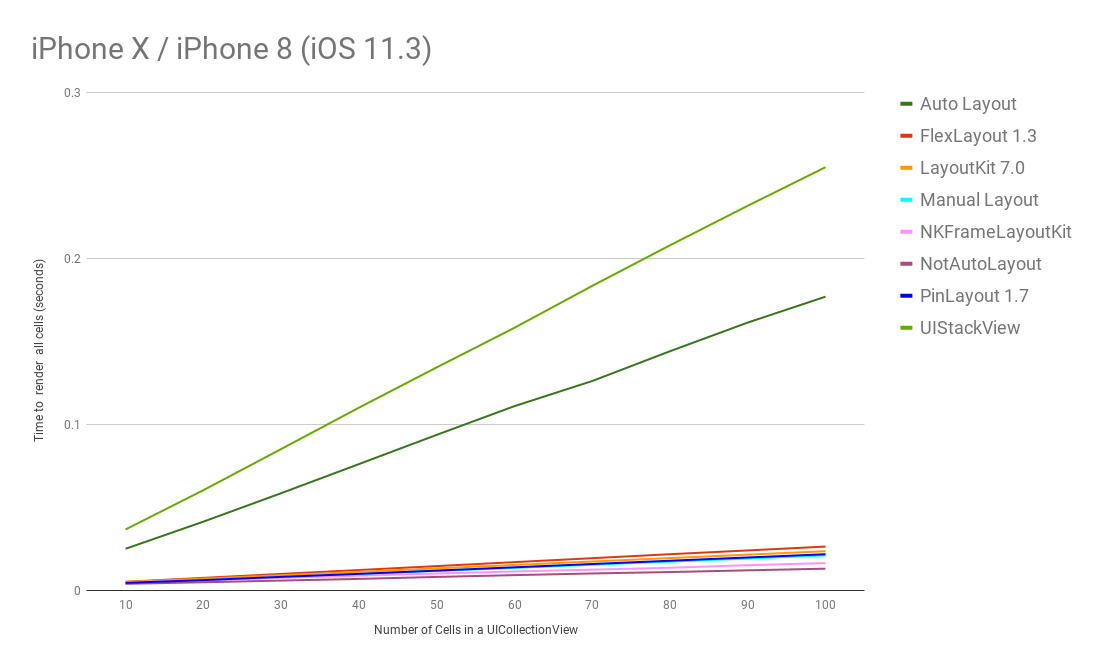 iPhone X / iPhone 8 (iOS 11.3)
0.3
0.2
0.1
0
Time to render all cells (seconds)
10 20 30 40 50 60 70 80 90 100
Number of Cells in a UICollectionView
Auto Layout
FlexLayout 1.3
LayoutKit 7.0
Manual Layout
NKFrameLayoutKit
NotAutoLayout
PinLayout 1.7
UIStackView